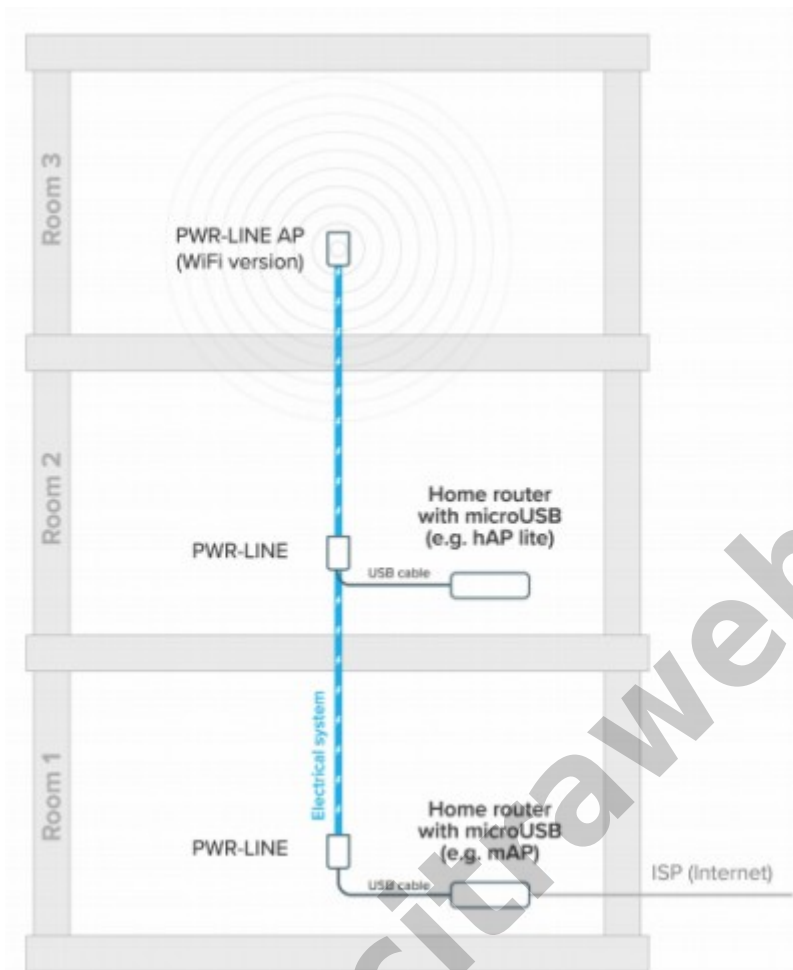 Room 3
PWR-LINE AP
(WiFi version)
Room 2
Home router
with microUSB
(e.g. hAP lite)
PWR-LINE
USB cable
Electrical system
Room 1
Home router
with microUSB
(e.g. mAP)
PWR-LINE
USB cable
ISP (Internet)
citraweb